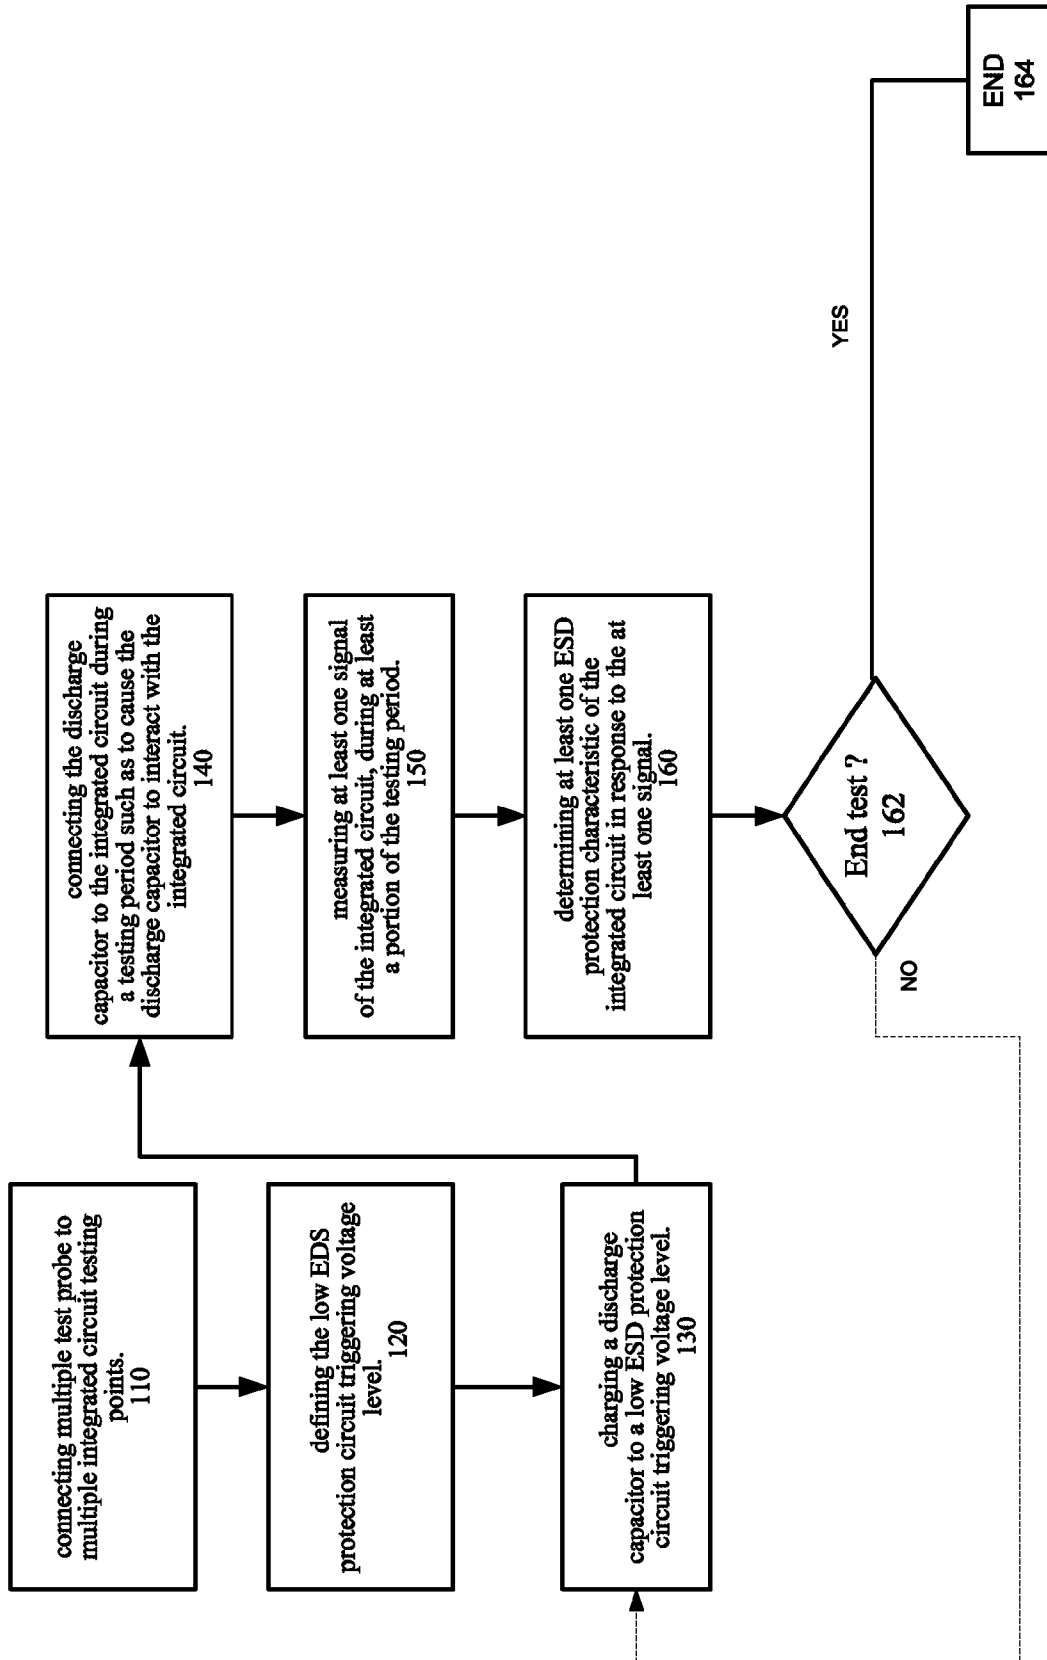 connecting multiple test probe to
multiple integrated circuit testing
points.
110
defining the low EDS
protection circuit triggering voltage
level.
120
charging a discharge
capacitor to a low ESD protection
circuit triggering voltage level.
130
connecting the discharge
capacitor to the integrated circuit during
a testing period such as to cause the
discharge capacitor to interact with the
integrated circuit.
140
measuring at least one signal
of the integrated circuit, during at least
a portion of the testing period.
150
determining at least one ESD
protection characteristic of the
integrated circuit in response to the at
least one signal.
160
End test ?
162
NO
YES
END
164